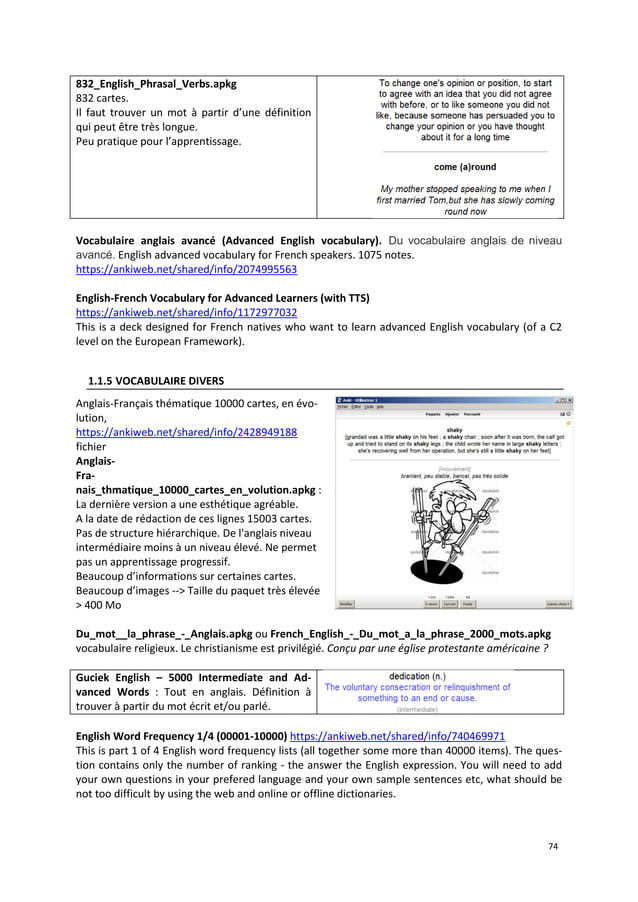 832_English_Phrasal_Verbs.apkg
832 cartes.
Il faut trouver un mot à partir d'une définition
qui peut être très longue.
Peu pratique pour l'apprentissage.
To change one's opinion or position, to start
to agree with an idea that you did not agree
with before, or to like someone you did not
like, because someone has persuaded you to
change your opinion or you have thought
about it for a long time
come (a)round
My mother stopped speaking to me when I
first married Tom,but she has slowly coming
round now
Vocabulaire anglais avancé (Advanced English vocabulary). Du vocabulaire anglais de niveau
avancé. English advanced vocabulary for French speakers. 1075 notes.
https://ankiweb.net/shared/info/2074995563
English-French Vocabulary for Advanced Learners (with TTS)
https://ankiweb.net/shared/info/1172977032
This is a deck designed for French natives who want to learn advanced English vocabulary (of a C2
level on the European Framework).
1.1.5 VOCABULAIRE DIVERS
Anglais-Français thématique 10000 cartes, en évo-
lution,
https://ankiweb.net/shared/info/2428949188
fichier
Anglais-
Fra-
nais_thmatique_10000_cartes_en_volution.apkg :
La dernière version a une esthétique agréable.
A la date de rédaction de ces lignes 15003 cartes.
Pas de structure hiérarchique. De l'anglais niveau
intermédiaire moins à un niveau élevé. Ne permet
pas un apprentissage progressif.
Beaucoup d'informations sur certaines cartes.
Beaucoup d'images --> Taille du paquet très élevée
> 400 Mo
Anki - Utilisateur 1
Fichier Editer Outils Aide
Paquets Ajouter Parcourir
shaky
[grandad was a little shaky on his feet ; a shaky chair ; soon after it was born, the calf got
up and tried to stand on its shaky legs ; the child wrote her name in large shaky letters ;
she's recovering well from her operation, but she's still a little shaky on her feet]
[mouvement]
branlant, peu stable, bancal, pas très solide
Modifier
À revoir
Correct
Facile
Du_mot__la_phrase_-_Anglais.apkg ou French_English_-_Du_mot_a_la_phrase_2000_mots.apkg
vocabulaire religieux. Le christianisme est privilégié. Conçu par une église protestante américaine ?
Guciek English – 5000 Intermediate and Ad-
vanced Words : Tout en anglais. Définition à
trouver à partir du mot écrit et/ou parlé.
dedication (n.)
The voluntary consecration or relinquishment of
something to an end or cause.
(intermediate)
English Word Frequency 1/4 (00001-10000) https://ankiweb.net/shared/info/740469971
This is part 1 of 4 English word frequency lists (all together some more than 40000 items). The ques-
tion contains only the number of ranking - the answer the English expression. You will need to add
your own questions in your prefered language and your own sample sentences etc, what should be
not too difficult by using the web and online or offline dictionaries.
74